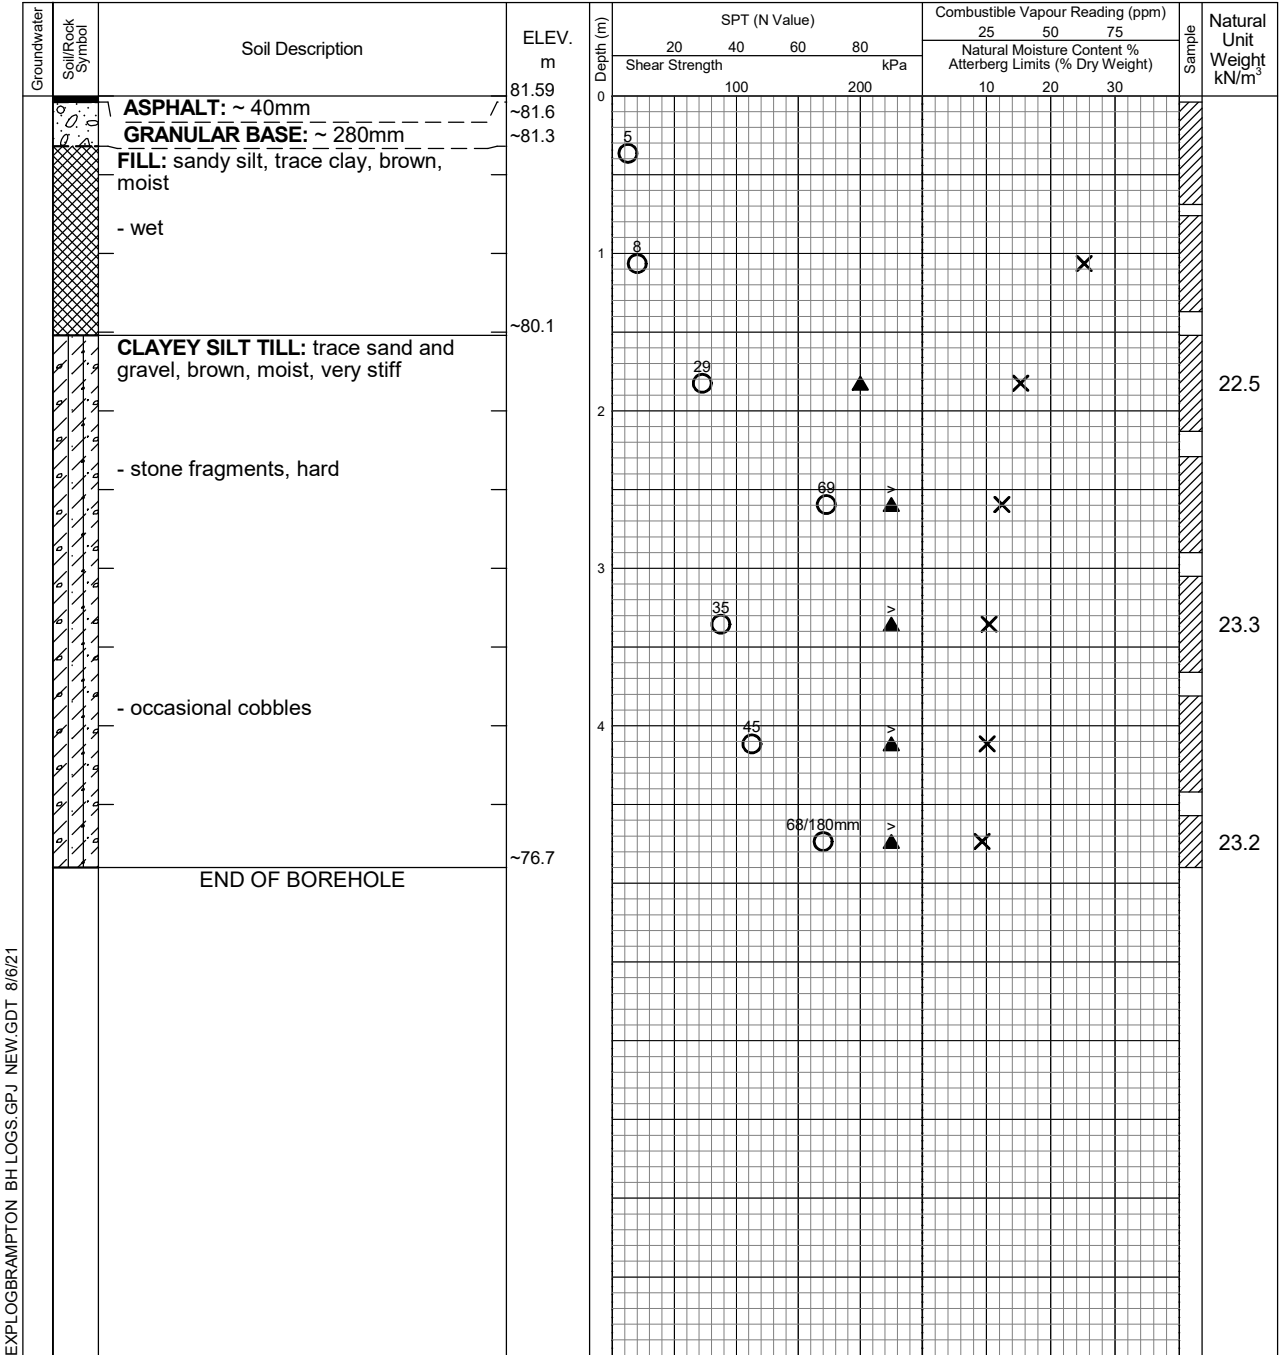 Groundwater
Soil/Rock
Symbol
Soil Description
ELEV.
m
81.59
Depth (m)
SPT (N Value)
20 40 60 80
Shear Strength kPa
100 200
Combustible Vapour Reading (ppm)
25 50 75
Natural Moisture Content %
Atterberg Limits (% Dry Weight)
10 20 30
Sample
Natural
Unit
Weight
kN/m3
0
ASPHALT: ~ 40mm
~81.6
GRANULAR BASE: ~ 280mm
~81.3
5
FILL: sandy silt, trace clay, brown,
moist
- wet
8
1
~80.1
CLAYEY SILT TILL: trace sand and
gravel, brown, moist, very stiff
29
22.5
2
- stone fragments, hard
69
>
3
35
>
23.3
- occasional cobbles
4
45
>
68/180mm
>
23.2
~76.7
END OF BOREHOLE
EXPLOGBRAMPTON BH LOGS.GPJ NEW.GDT 8/6/21